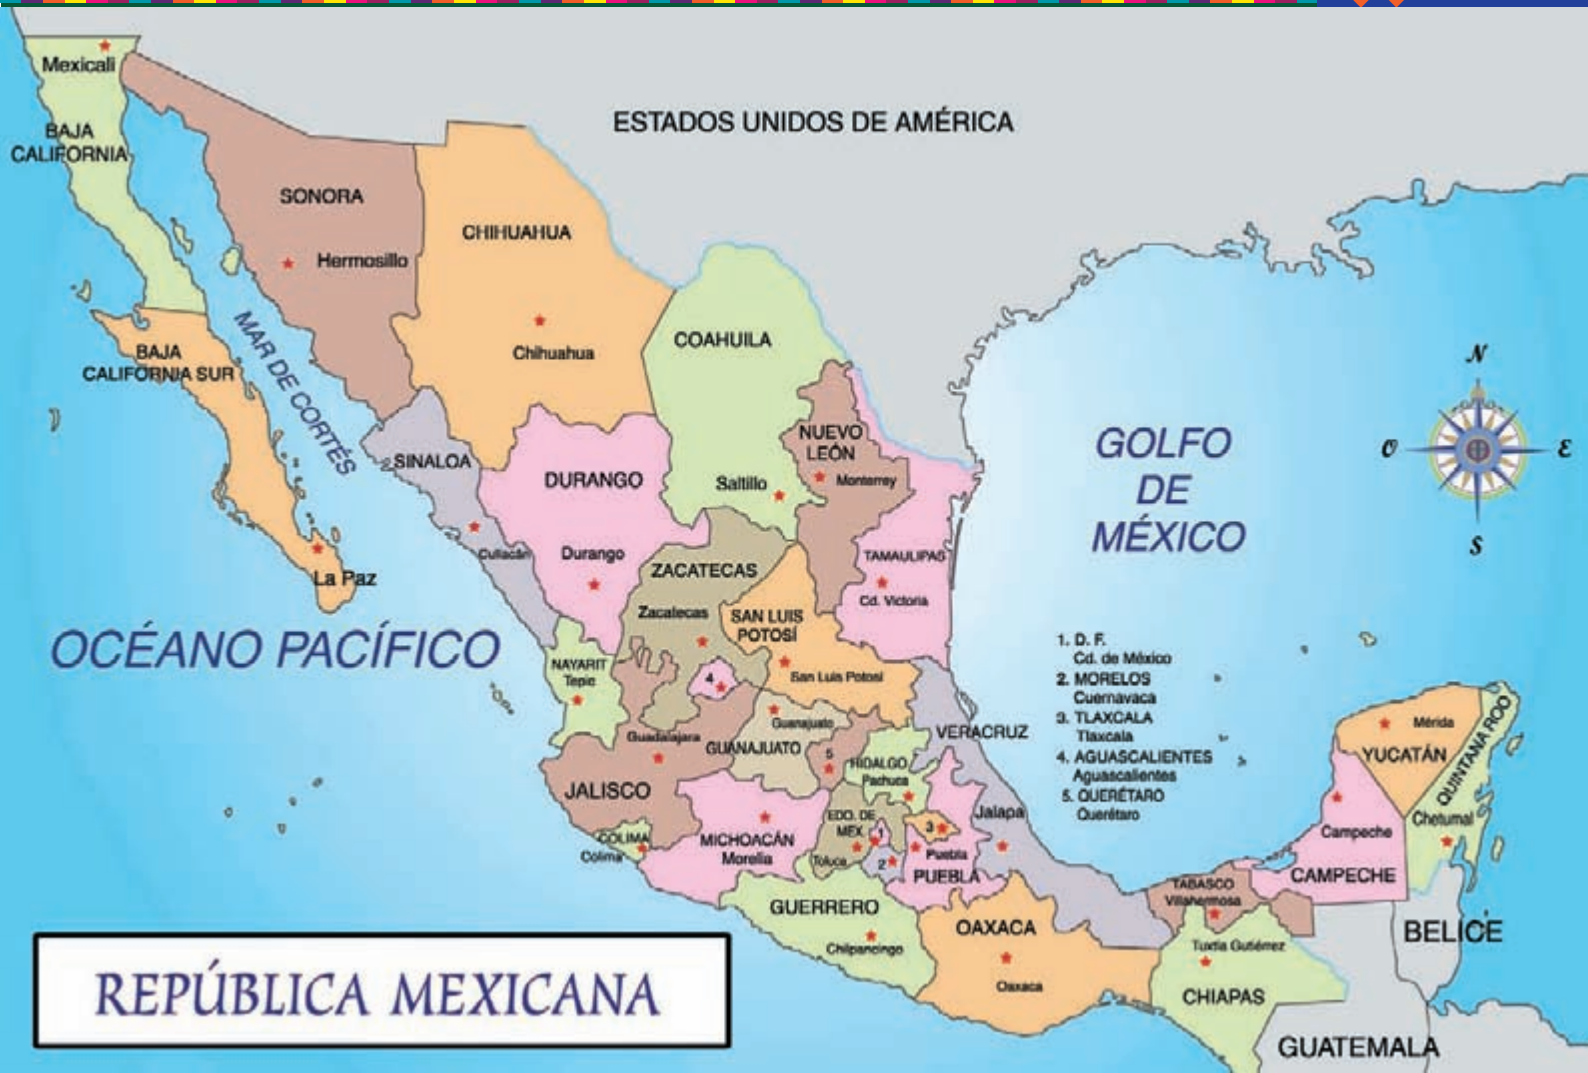 Mexicali
BAJA
CALIFORNIA
SONORA
Hermosillo
CHIHUAHUA
Chihuahua
ESTADOS UNIDOS DE AMÉRICA
COAHUILA
Saltillo
BAJA
CALIFORNIA SUR
La Paz
MAR DE CORTÉS
SINALOA
Culiacán
DURANGO
Durango
NUEVO
LEÓN
Monterrey
TAMAULIPAS
Cd. Victoria
ZACATECAS
Zacatecas
SAN LUIS
POTOSÍ
San Luis Potosí
GOLFO
DE
MÉXICO
N
O
E
S
OCÉANO PACÍFICO
NAYARIT
Tepic
4
Guadalajara
JALISCO
Guanajuato
GUANAJUATO
5
HIDALGO
Pachuca
VERACRUZ
Jalapa
COLIMA
Colima
MICHOACÁN
Morelia
EDO. DE
MEX
Toluca
1
2
3
Puebla
PUEBLA
GUERRERO
Chilpancingo
OAXACA
Oaxaca
1. D. F.
Cd. de México
2. MORELOS
Cuernavaca
3. TLAXCALA
Tlaxcala
4. AGUASCALIENTES
Aguascalientes
5. QUERÉTARO
Querétaro
Mérida
YUCATÁN
QUINTANA ROO
Chetumal
Campeche
CAMPECHE
TABASCO
Villahermosa
Tuxtla Gutiérrez
CHIAPAS
BELICE
GUATEMALA
REPÚBLICA MEXICANA